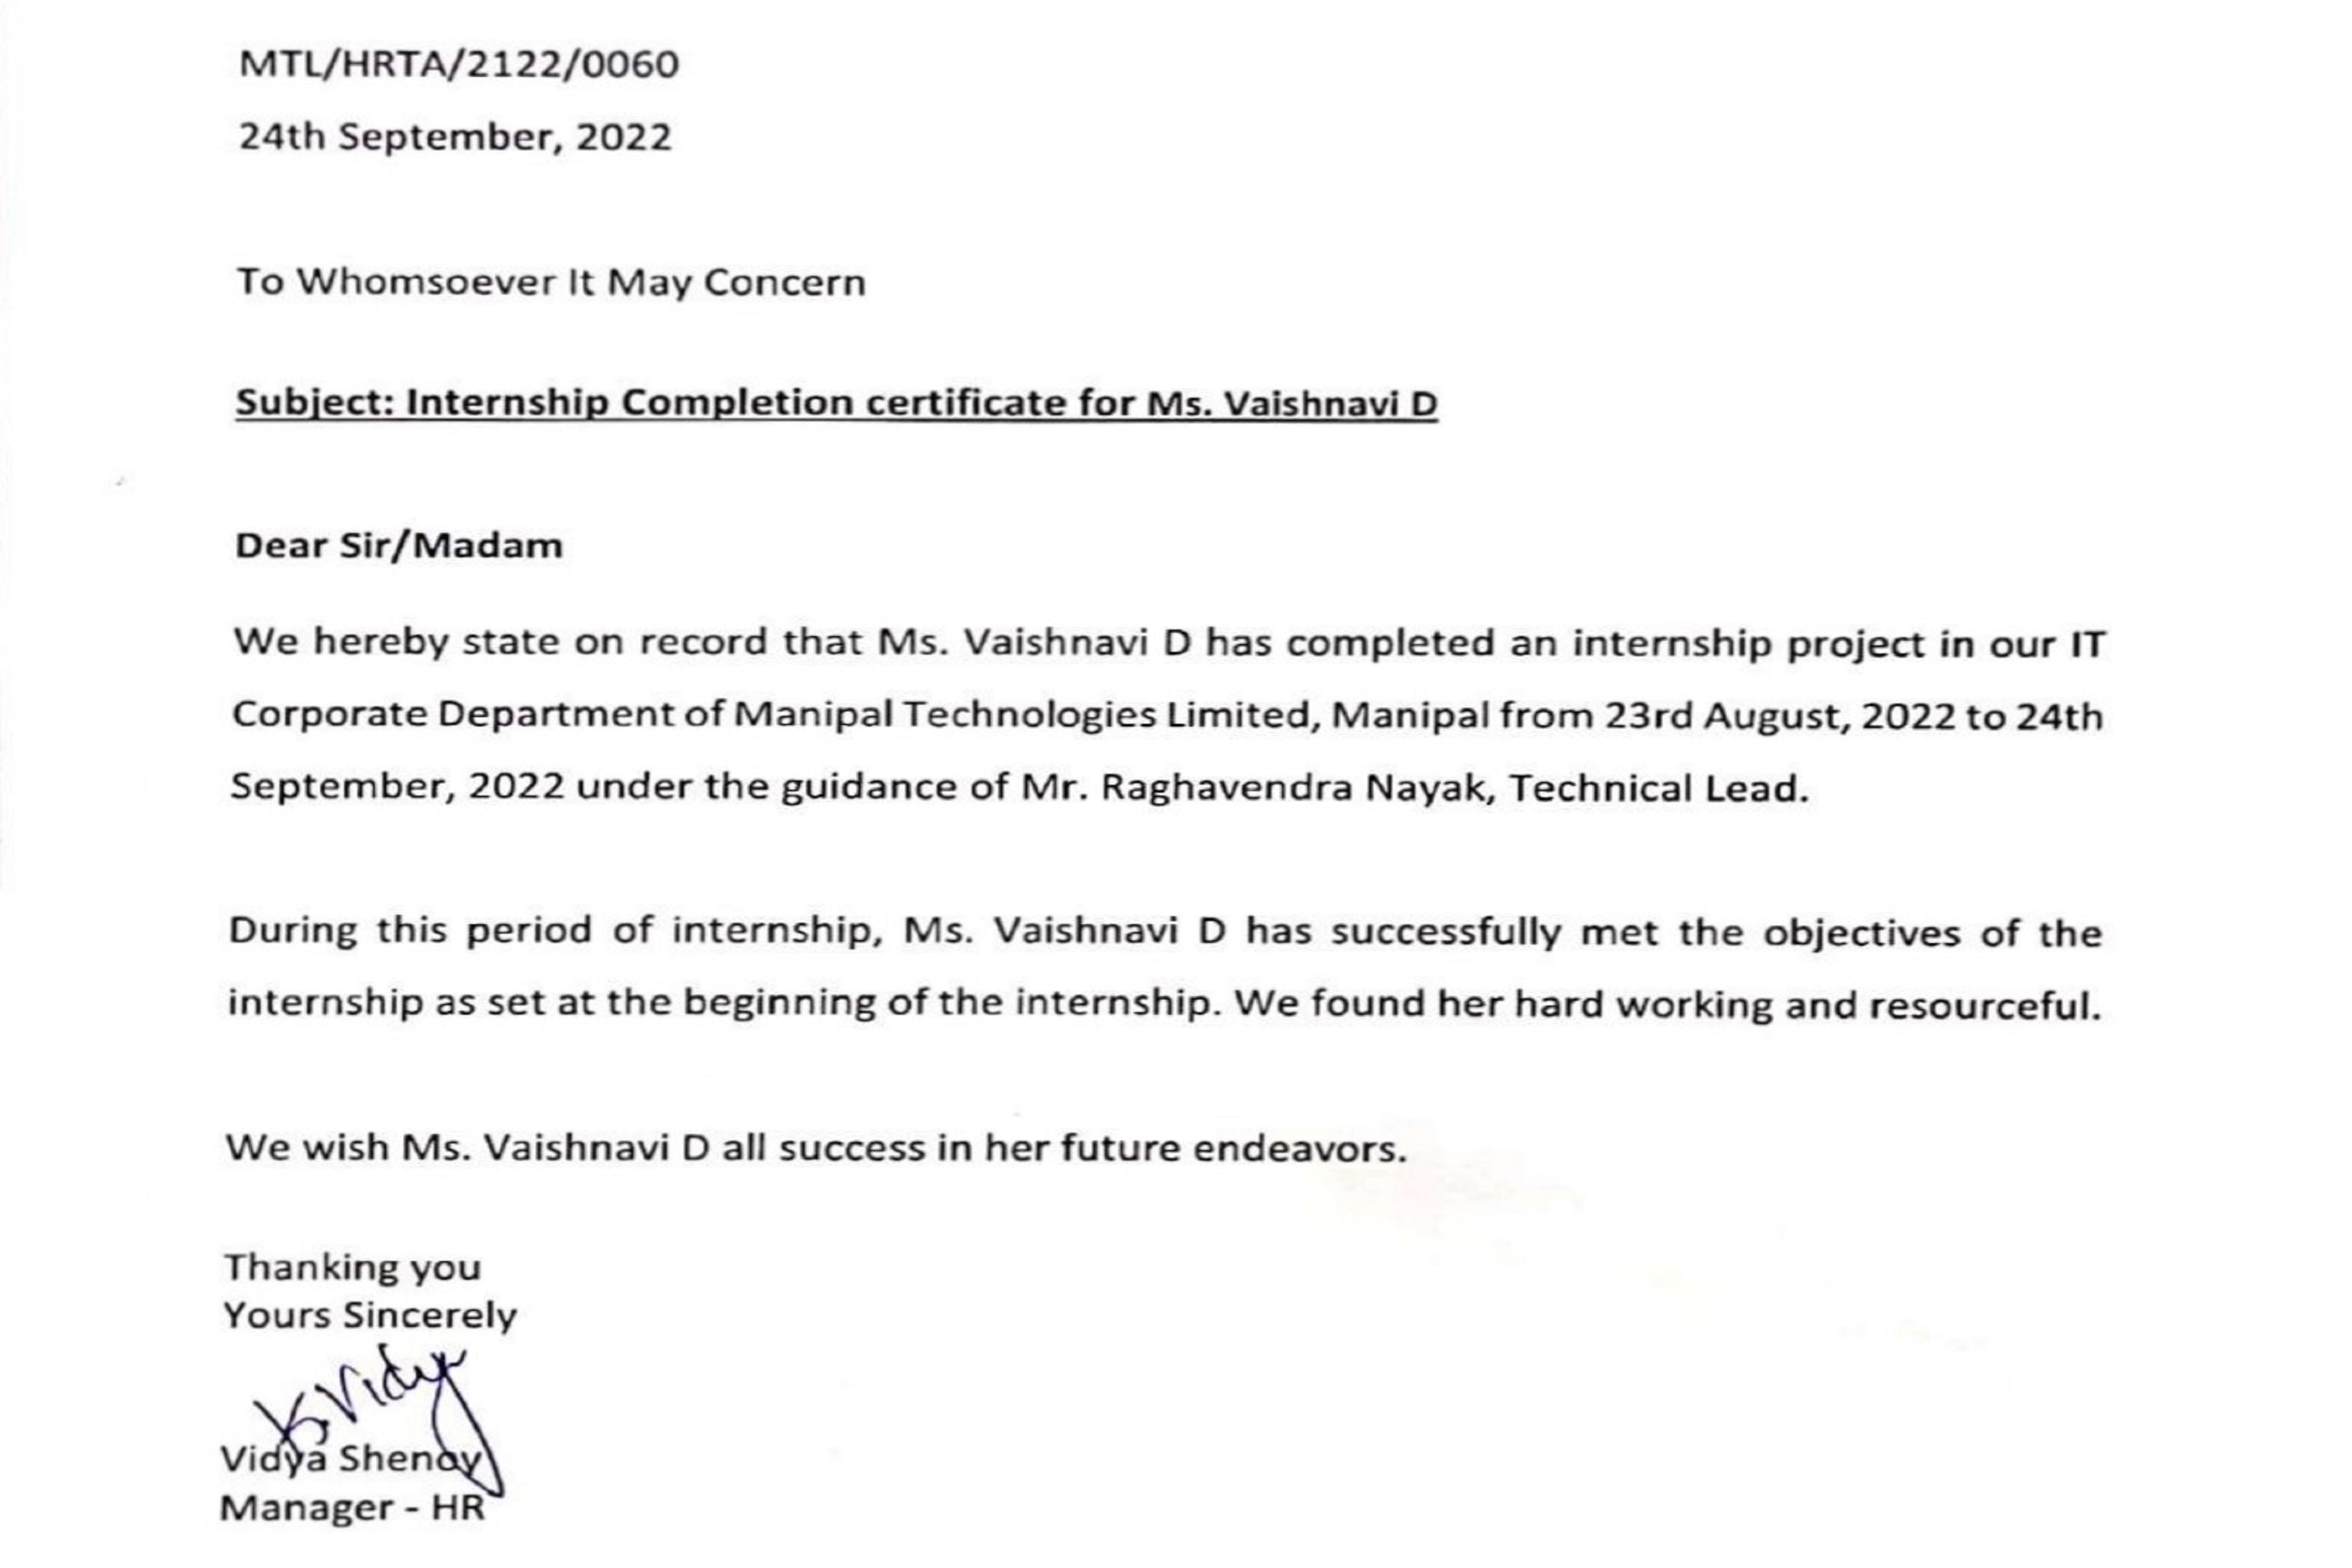 MTL/HRTA/2122/0060
24th September, 2022
To Whomsoever It May Concern
Subject: Internship Completion certificate for Ms. Vaishnavi D
Dear Sir/Madam
We hereby state on record that Ms. Vaishnavi D has completed an internship project in our IT
Corporate Department of Manipal Technologies Limited, Manipal from 23rd August, 2022 to 24th
September, 2022 under the guidance of Mr. Raghavendra Nayak, Technical Lead.
During this period of internship, Ms. Vaishnavi D has successfully met the objectives of the
internship as set at the beginning of the internship. We found her hard working and resourceful.
We wish Ms. Vaishnavi D all success in her future endeavors.
Thanking you
Yours Sincerely
K.Vidya
Vidya Shenoy
Manager - HR